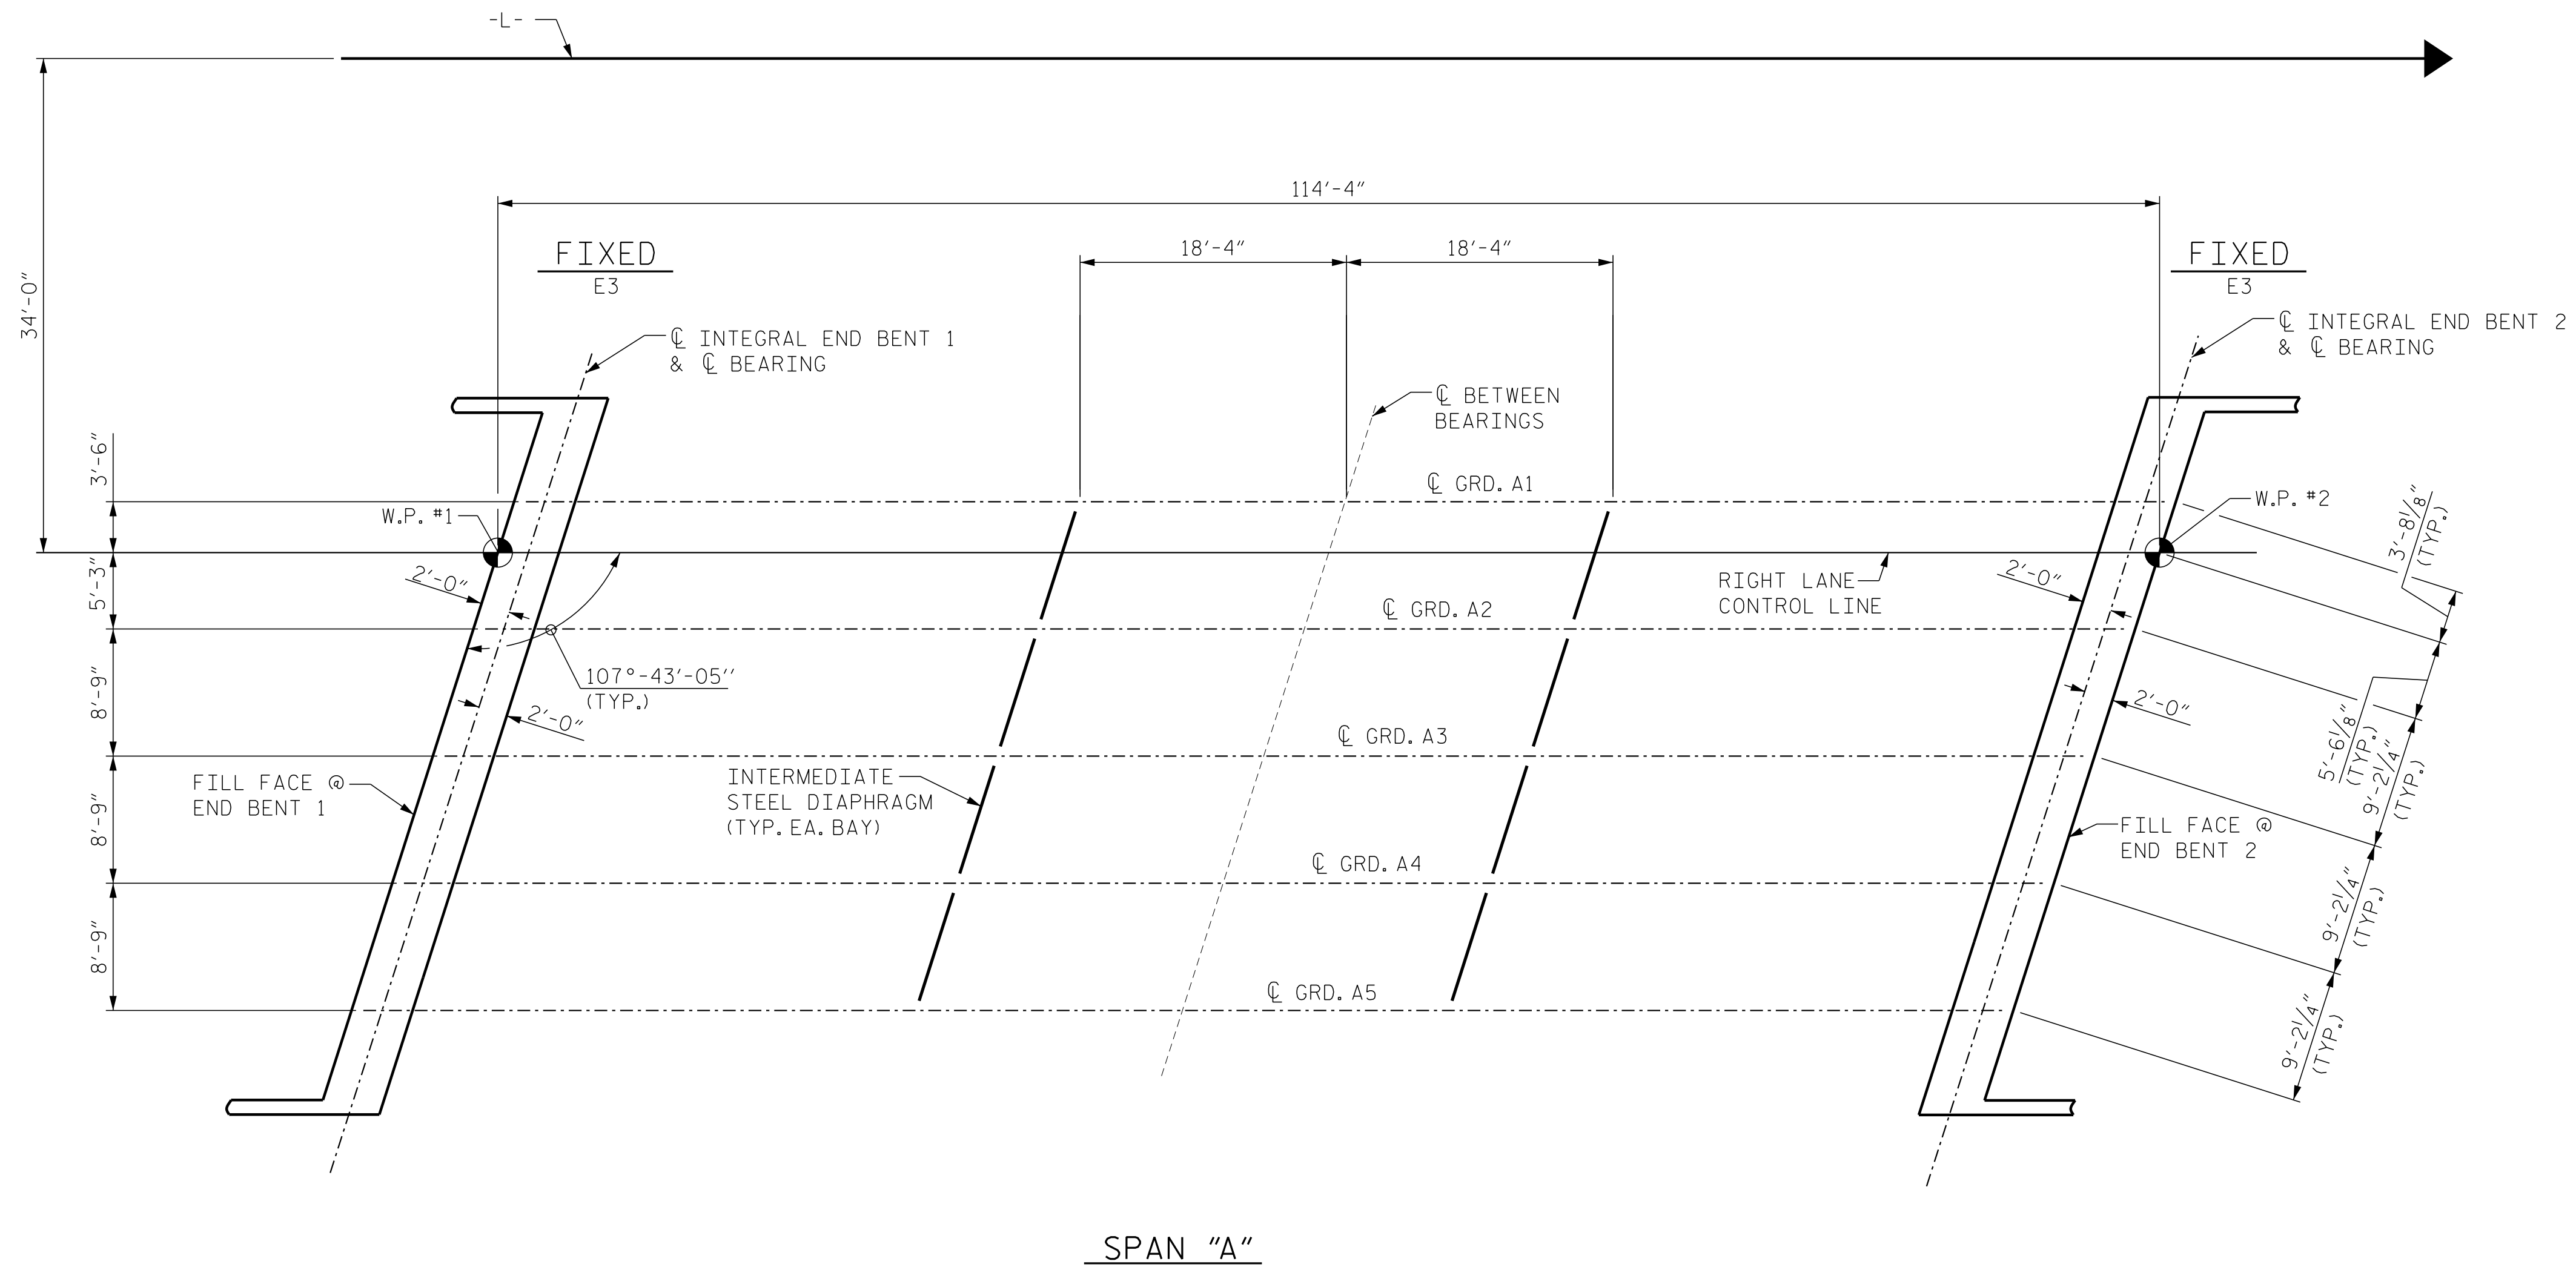 -L-
34'-0"
114'-4"
18'-4"
18'-4"
FIXED
E3
FIXED
E3
℄ INTEGRAL END BENT 1
& ℄ BEARING
℄ INTEGRAL END BENT 2
& ℄ BEARING
℄ BETWEEN
BEARINGS
3'-6"
℄ GRD. A1
W.P. #1
W.P. #2
3'-8⅛"
(TYP.)
5'-3"
2'-0"
2'-0"
RIGHT LANE
CONTROL LINE
℄ GRD. A2
107°-43'-05''
(TYP.)
8'-9"
2'-0"
2'-0"
5'-6⅛"
(TYP.)
℄ GRD. A3
9'-2¼"
(TYP.)
FILL FACE @
END BENT 1
INTERMEDIATE
STEEL DIAPHRAGM
(TYP. EA. BAY)
8'-9"
FILL FACE @
END BENT 2
℄ GRD. A4
9'-2¼"
(TYP.)
8'-9"
℄ GRD. A5
9'-2¼"
(TYP.)
SPAN "A"